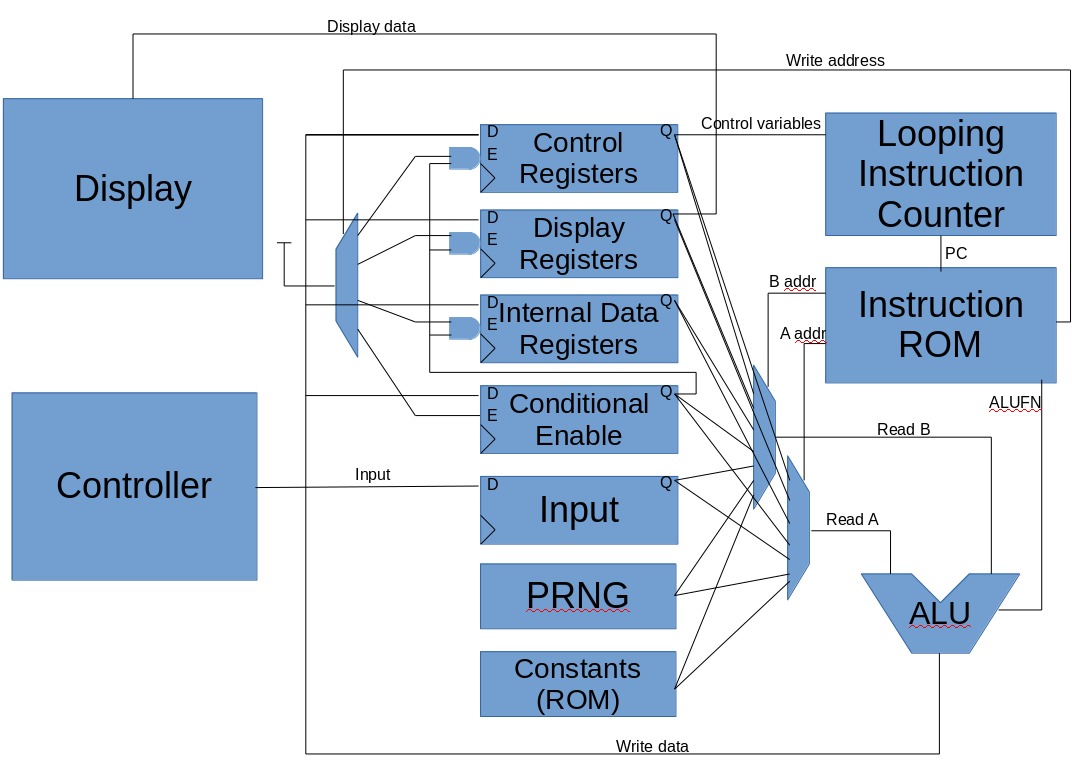 Display data
Write address
Display
D
E
Control
Registers
Q
Control variables
Looping
Instruction
Counter
D
E
Display
Registers
Q
PC
B addr
A addr
Instruction
ROM
D
E
Internal Data
Registers
Q
ALUFN
D
E
Conditional
Enable
Q
Read B
Controller
Input
D
Input
Q
Read A
PRNG
ALU
Constants
(ROM)
Write data